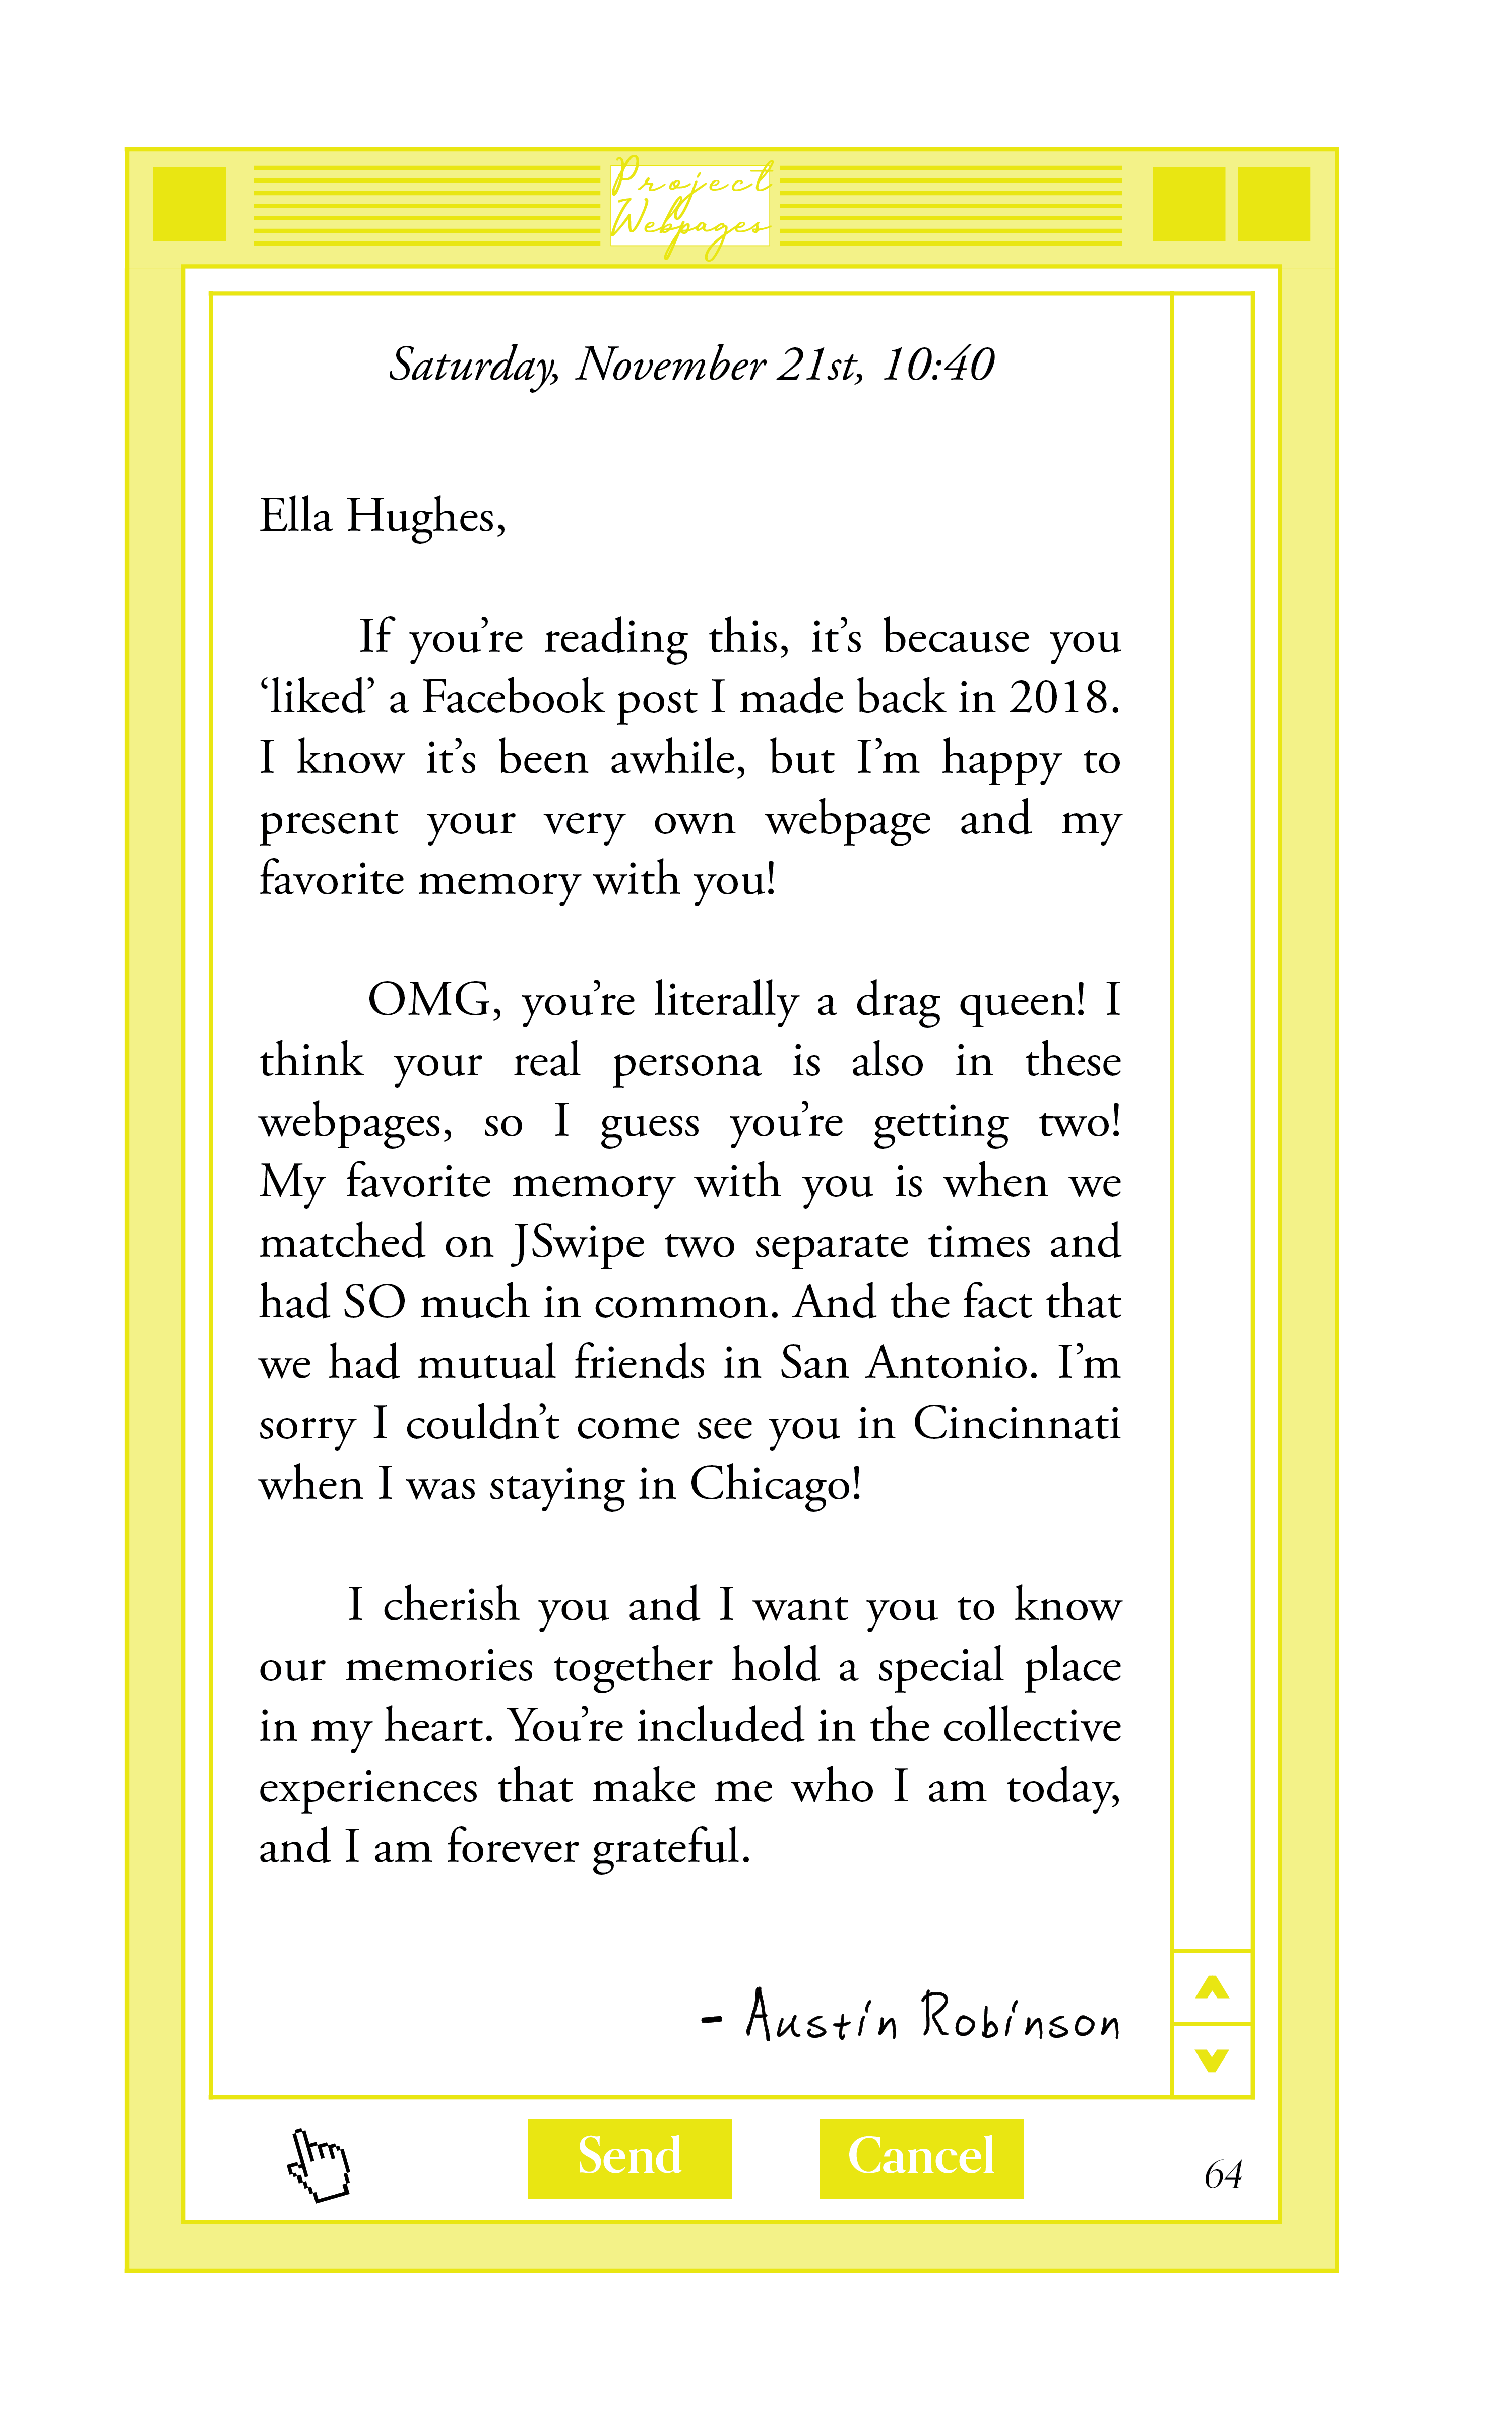 Project
Webpages
Saturday, November 21st, 10:40
Ella Hughes,
If you’re reading this, it’s because you
‘liked’ a Facebook post I made back in 2018.
I know it’s been awhile, but I’m happy to
present your very own webpage and my
favorite memory with you!
OMG, you’re literally a drag queen! I
think your real persona is also in these
webpages, so I guess you’re getting two!
My favorite memory with you is when we
matched on JSwipe two separate times and
had SO much in common. And the fact that
we had mutual friends in San Antonio. I’m
sorry I couldn’t come see you in Cincinnati
when I was staying in Chicago!
I cherish you and I want you to know
our memories together hold a special place
in my heart. You’re included in the collective
experiences that make me who I am today,
and I am forever grateful.
- Austin Robinson
Send Cancel 64